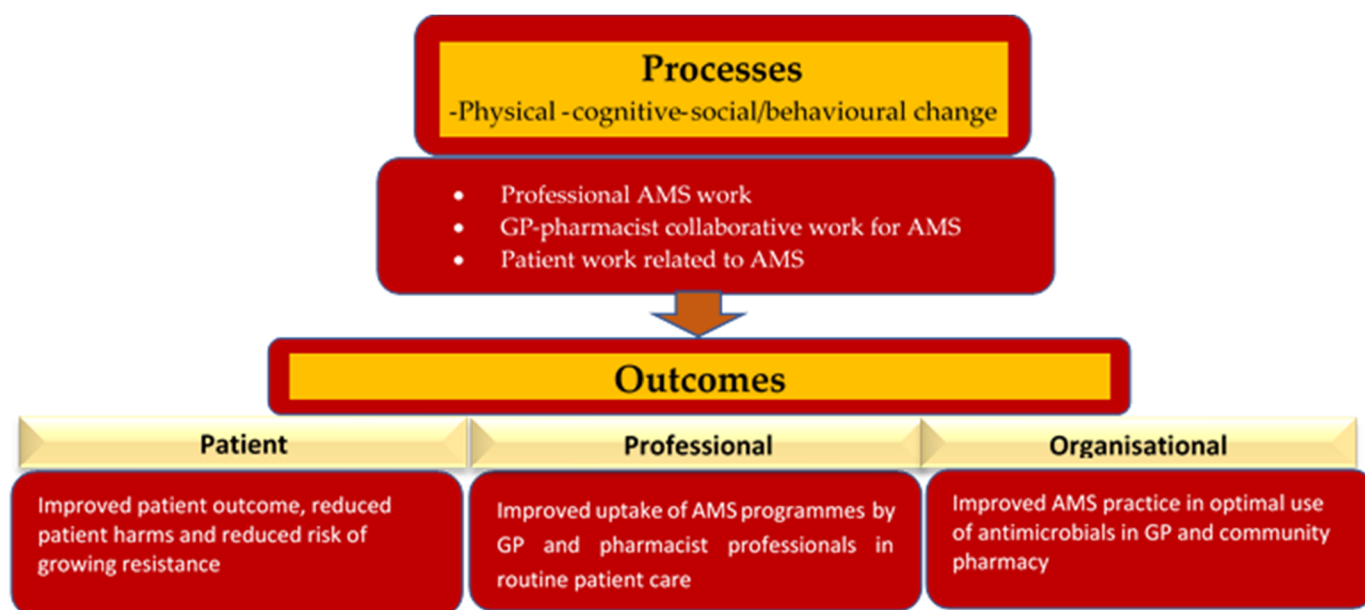 Processes
-Physical -cognitive-social/behavioural change
• Professional AMS work
• GP-pharmacist collaborative work for AMS
• Patient work related to AMS
Outcomes
Patient
Improved patient outcome, reduced
patient harms and reduced risk of
growing resistance
Professional
Improved uptake of AMS programmes by
GP and pharmacist professionals in
routine patient care
Organisational
Improved AMS practice in optimal use
of antimicrobials in GP and community
pharmacy